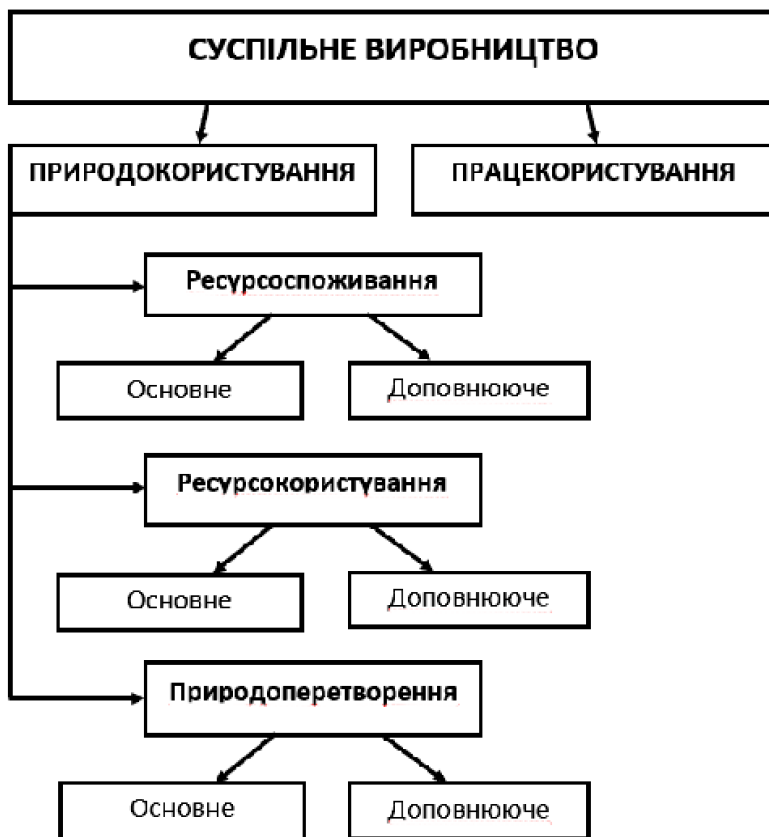 СУСПІЛЬНЕ ВИРОБНИЦТВО
ПРИРОДОКОРИСТУВАННЯ
ПРАЦЕКОРИСТУВАННЯ
Ресурсоспоживання
Основне
Доповнююче
Ресурсокористування
Основне
Доповнююче
Природоперетворення
Основне
Доповнююче